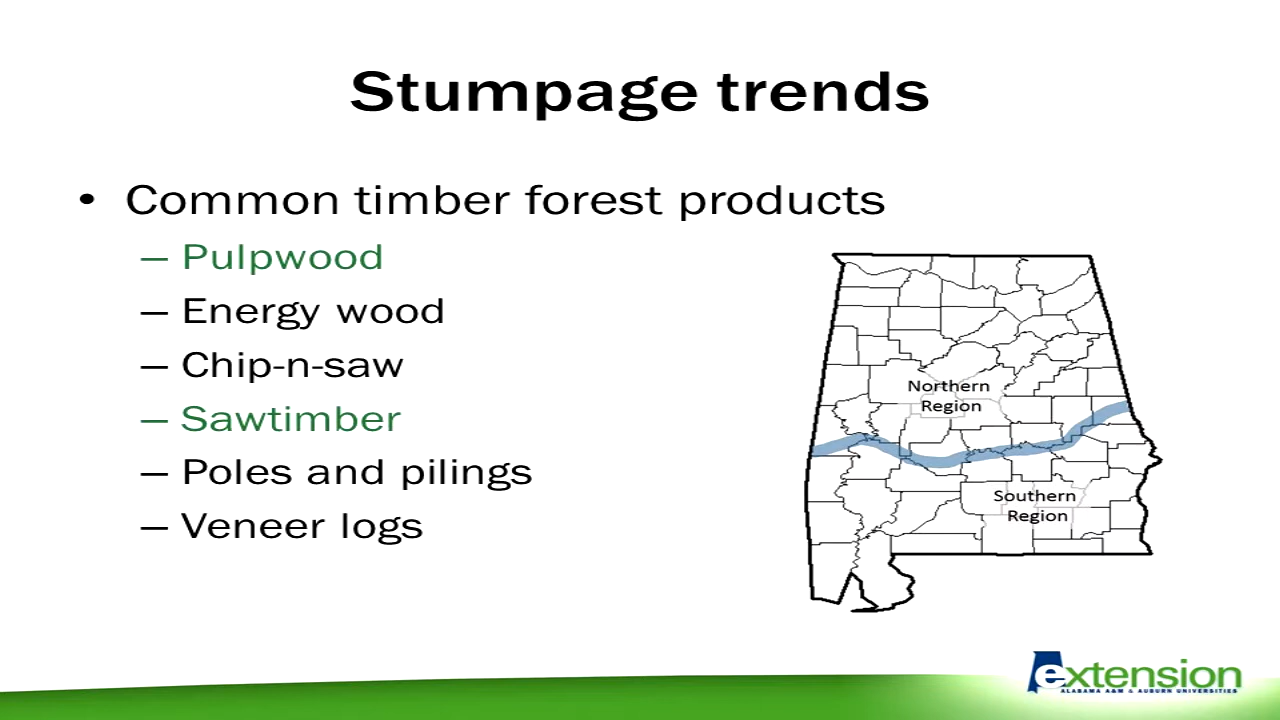 Stumpage trends
• Common timber forest products
– Pulpwood
– Energy wood
– Chip-n-saw
– Sawtimber
– Poles and pilings
– Veneer logs
Northern
Region
Southern
Region
extension
ALABAMA A&M & AUBURN UNIVERSITIES